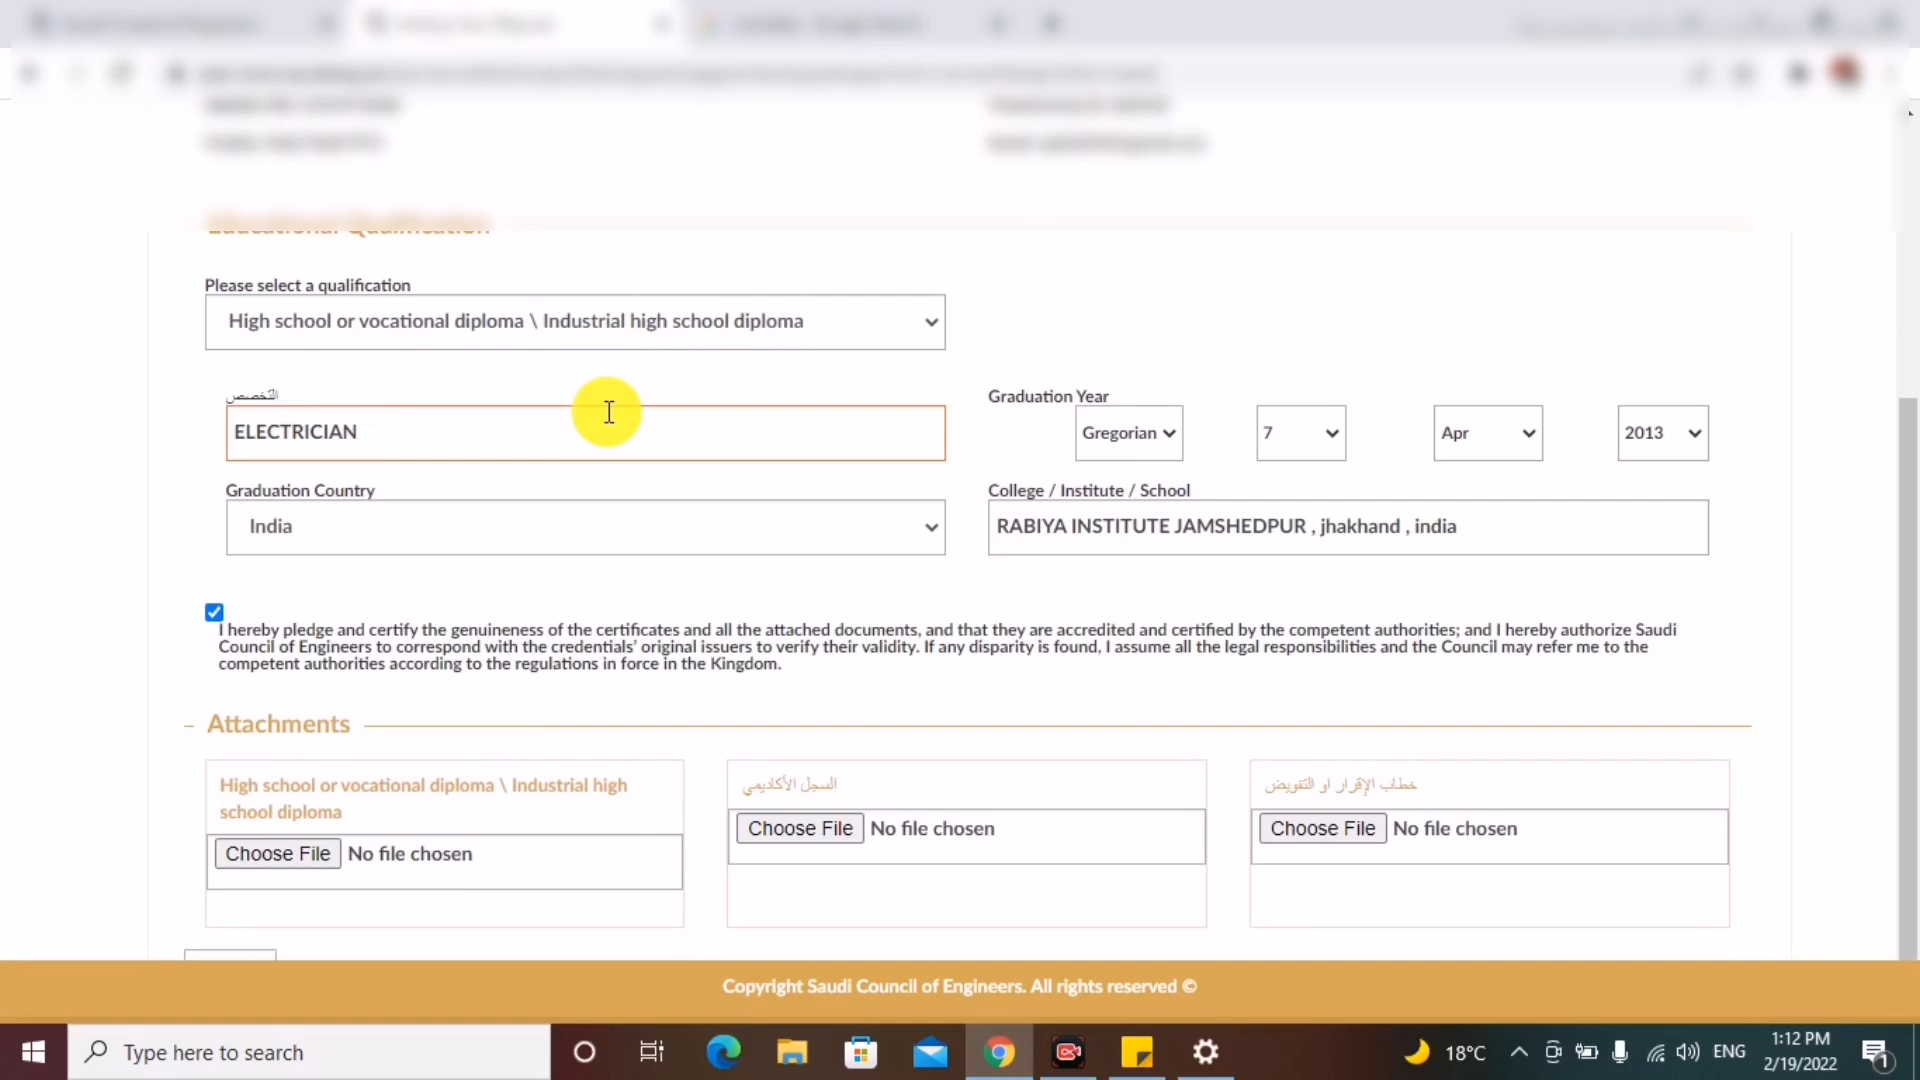 Educational Qualification
Please select a qualification
High school or vocational diploma \ Industrial high school diploma
التخصص
Graduation Year
ELECTRICIAN
Gregorian
7
Apr
2013
Graduation Country
College / Institute / School
India
RABIYA INSTITUTE JAMSHEDPUR , jhakhand , india
I hereby pledge and certify the genuineness of the certificates and all the attached documents, and that they are accredited and certified by the competent authorities; and I hereby authorize Saudi
Council of Engineers to correspond with the credentials' original issuers to verify their validity. If any disparity is found, I assume all the legal responsibilities and the Council may refer me to the
competent authorities according to the regulations in force in the Kingdom.
Attachments
High school or vocational diploma \ Industrial high
school diploma
Choose File No file chosen
السجل الأكاديمي
Choose File No file chosen
خطاب الإقرار او التفويض
Choose File No file chosen
Copyright Saudi Council of Engineers. All rights reserved ©
Type here to search
18°C
ENG
1:12 PM
2/19/2022
1